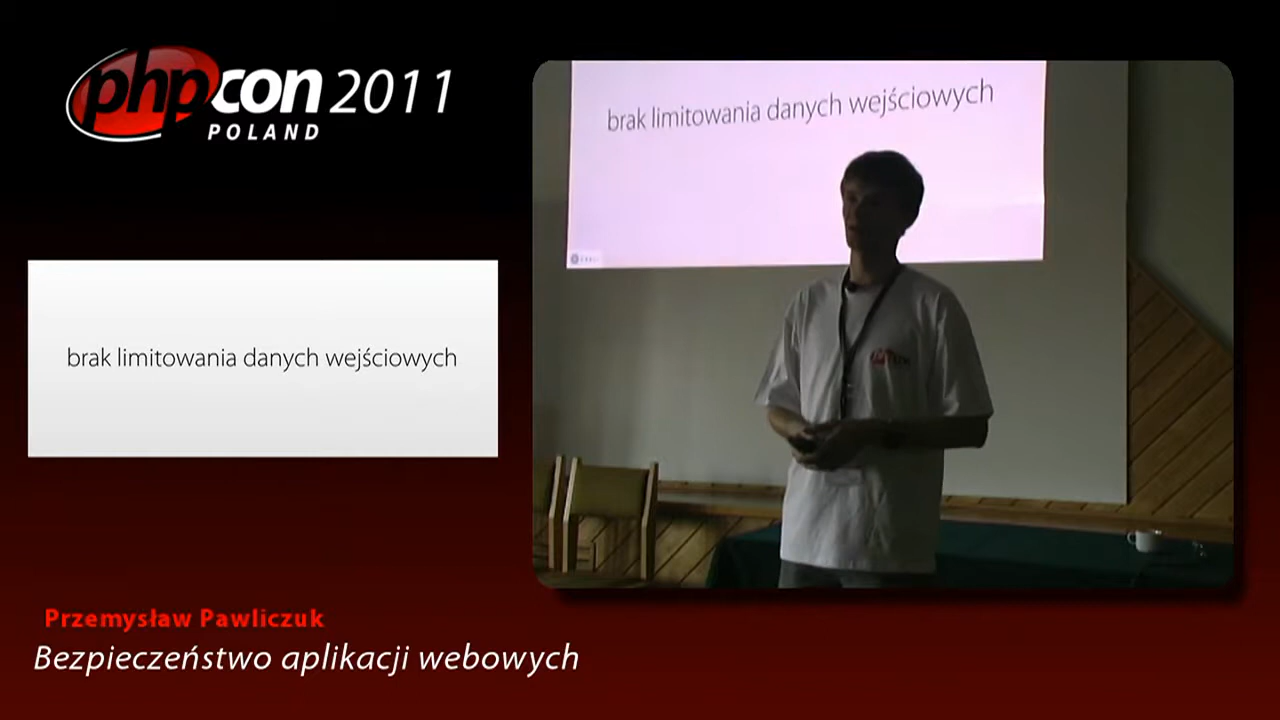 phpcon 2011
POLAND
brak limitowania danych wejściowych
brak limitowania danych wejściowych
Przemysław Pawliczuk
Bezpieczeństwo aplikacji webowych